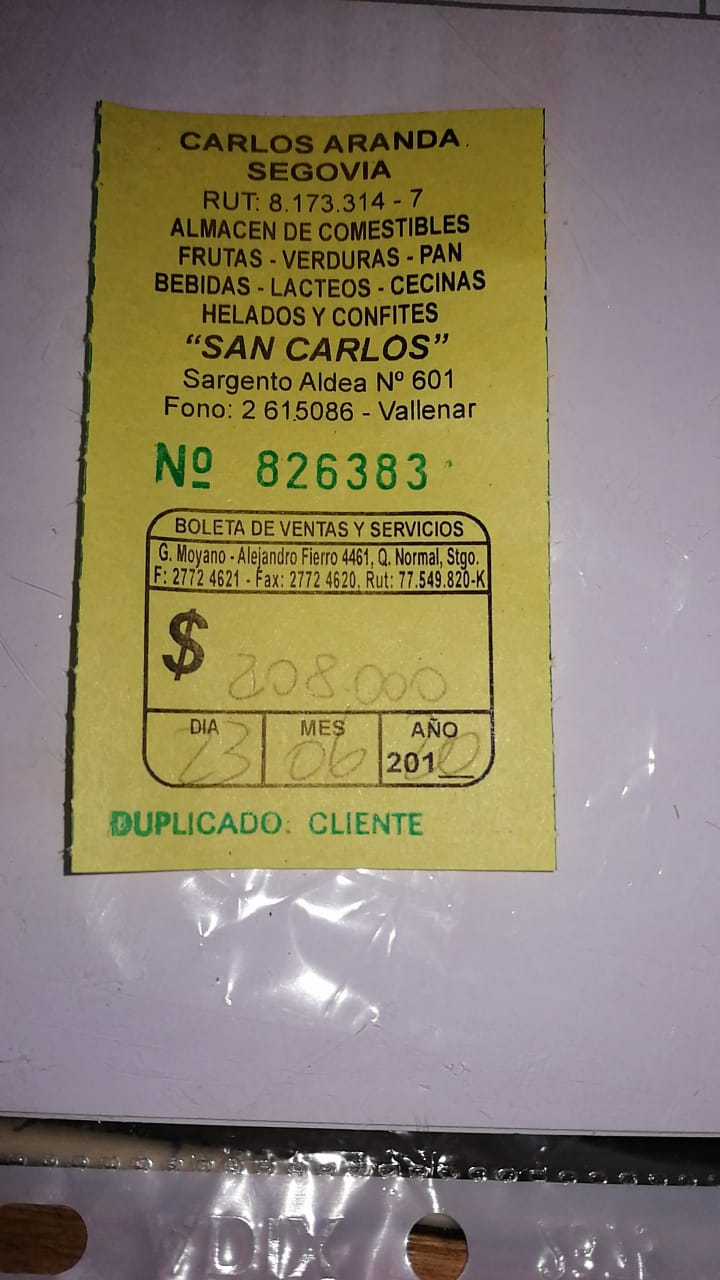 CARLOS ARANDA
SEGOVIA
RUT: 8.173.314 - 7
ALMACEN DE COMESTIBLES
FRUTAS - VERDURAS - PAN
BEBIDAS - LACTEOS - CECINAS
HELADOS Y CONFITES
“SAN CARLOS”
Sargento Aldea Nº 601
Fono: 2 615086 - Vallenar
Nº 826383
BOLETA DE VENTAS Y SERVICIOS
G. Moyano - Alejandro Fierro 4461, Q. Normal, Stgo.
F: 2772 4621 - Fax: 2772 4620. Rut: 77.549.820-K
$ 208.000
DIA MES AÑO
23 06 201__ 20
DUPLICADO: CLIENTE